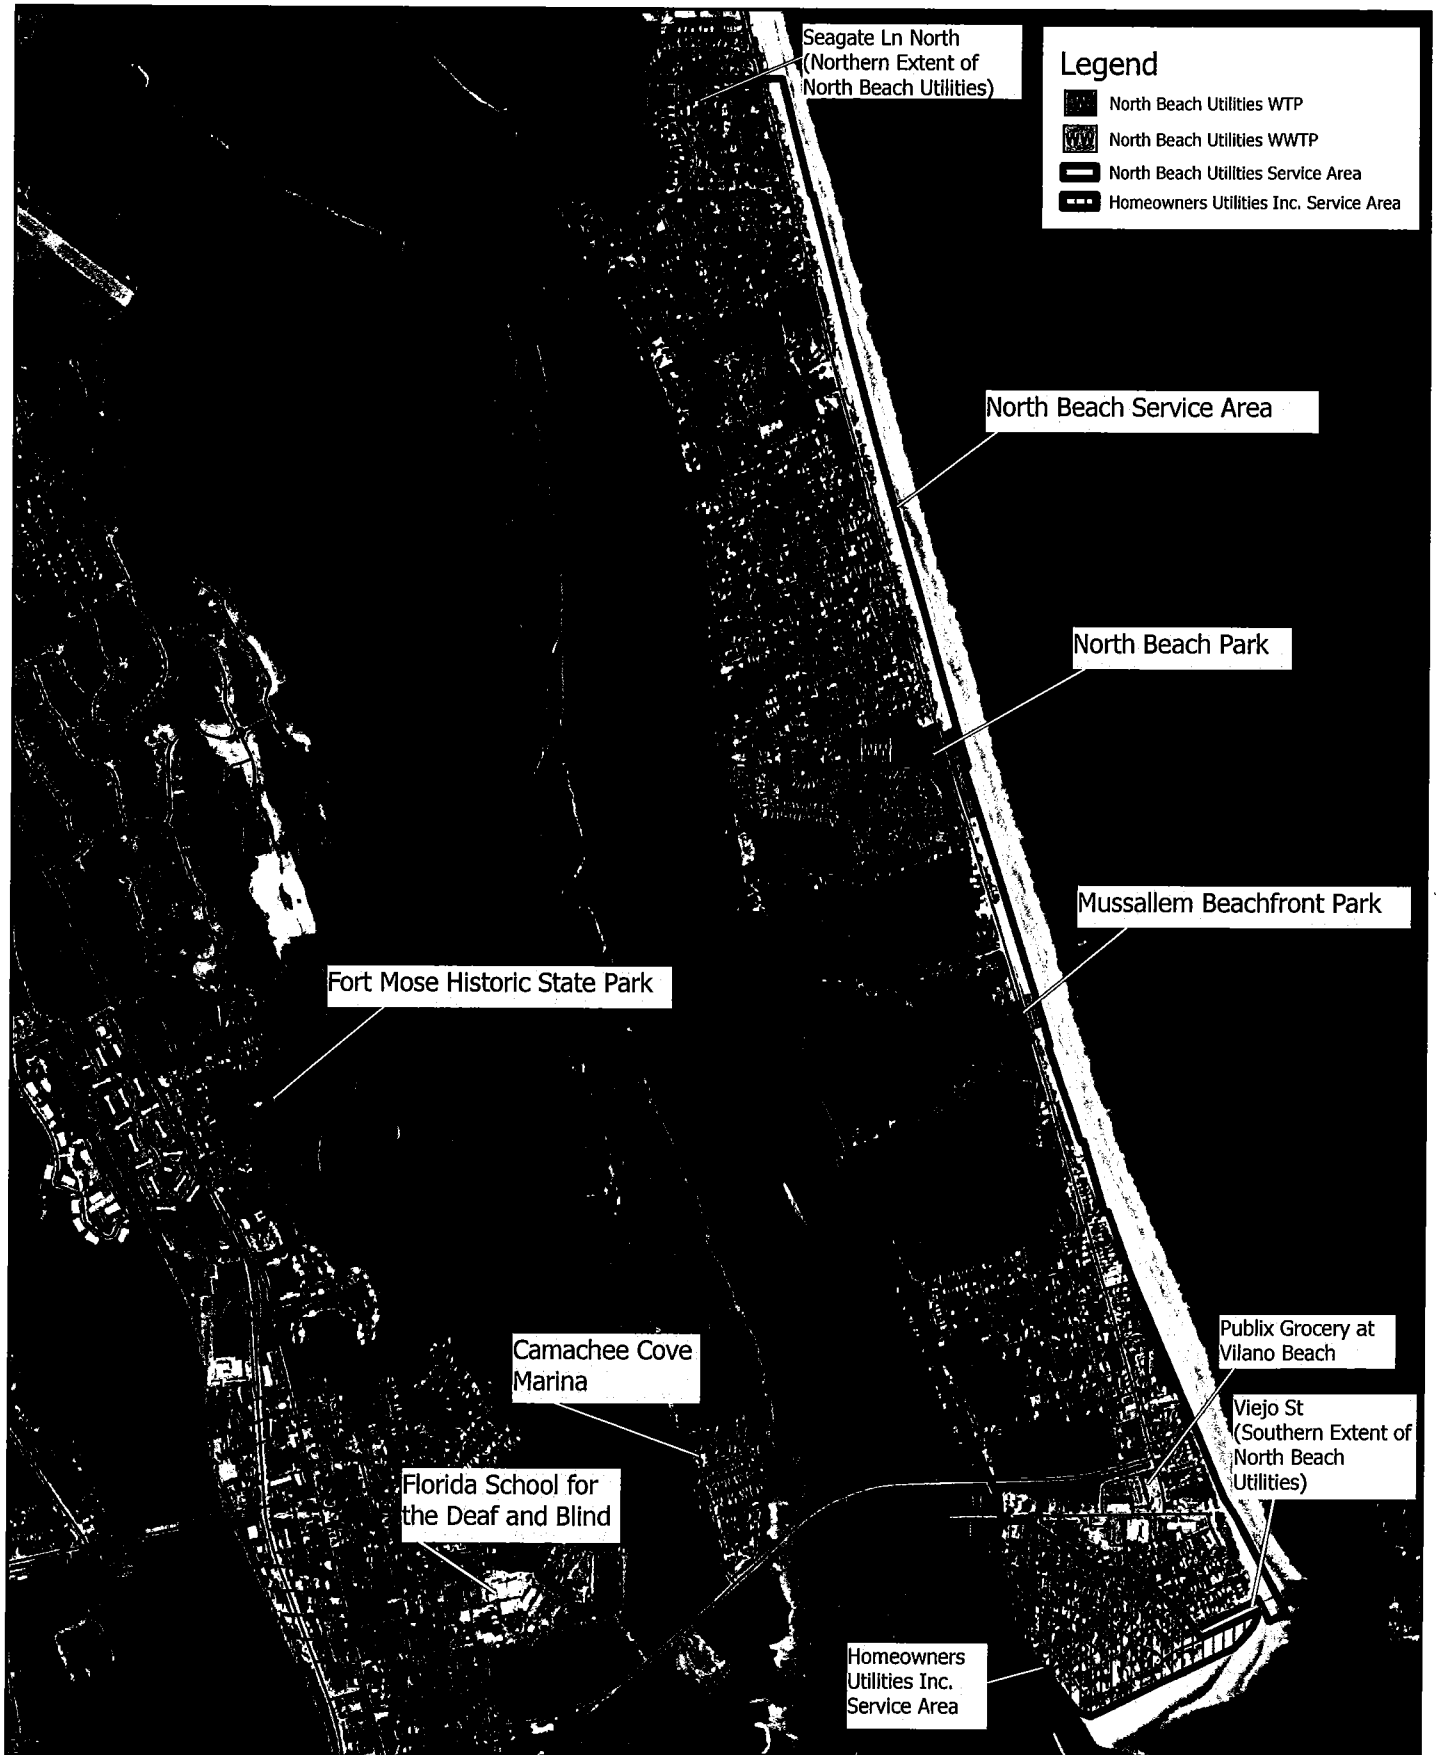 Seagate Ln North
(Northern Extent of
North Beach Utilities)
Legend
North Beach Utilities WTP
WW
North Beach Utilities WWTP
North Beach Utilities Service Area
Homeowners Utilities Inc. Service Area
North Beach Service Area
North Beach Park
Mussallem Beachfront Park
Fort Mose Historic State Park
Publix Grocery at
Vilano Beach
Camachee Cove
Marina
Viejo St
(Southern Extent of
North Beach
Utilities)
Florida School for
the Deaf and Blind
Homeowners
Utilities Inc.
Service Area